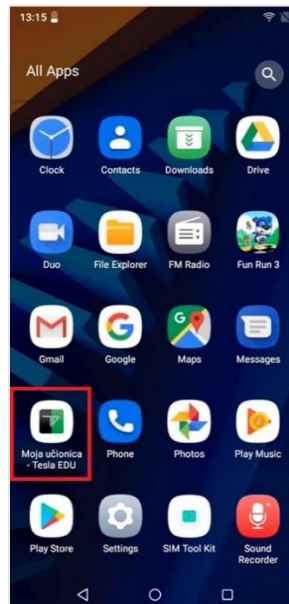 13:15
All Apps
Clock Contacts Downloads Drive
Duo File Explorer FM Radio Fun Run 3
Gmail Google Maps Messages
Moja učionica - Tesla EDU Phone Photos Play Music
Play Store Settings SIM Tool Kit Sound Recorder